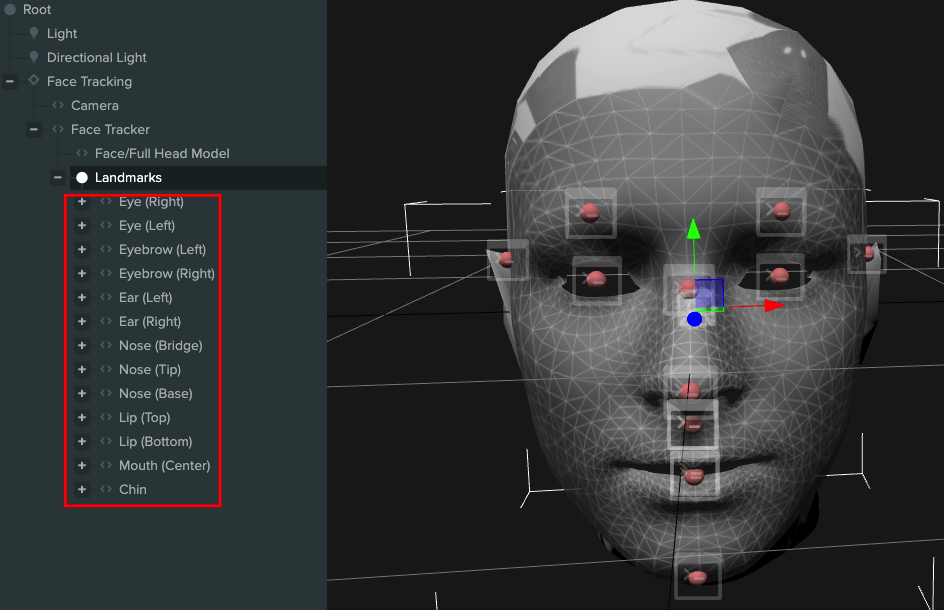 Root
Light
Directional Light
Face Tracking
Camera
Face Tracker
Face/Full Head Model
Landmarks
Eye (Right)
Eye (Left)
Eyebrow (Left)
Eyebrow (Right)
Ear (Left)
Ear (Right)
Nose (Bridge)
Nose (Tip)
Nose (Base)
Lip (Top)
Lip (Bottom)
Mouth (Center)
Chin